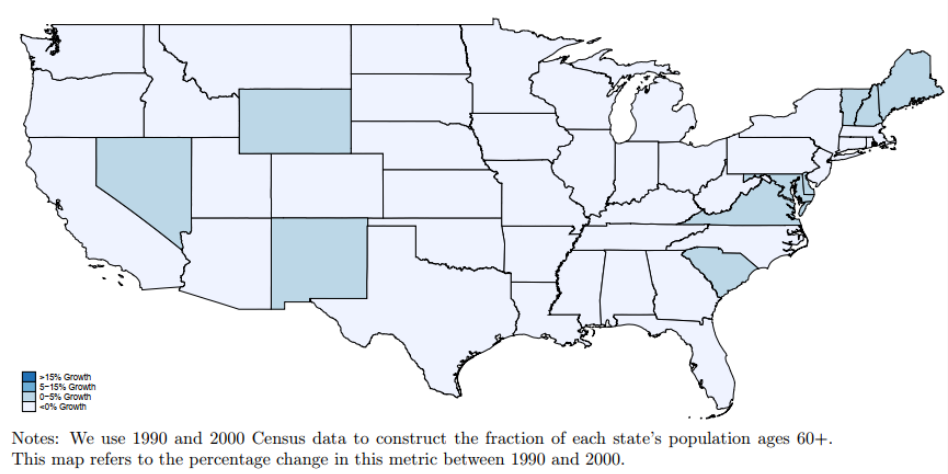 >15% Growth
5-15% Growth
0-5% Growth
<0% Growth
Notes: We use 1990 and 2000 Census data to construct the fraction of each state's population ages 60+.
This map refers to the percentage change in this metric between 1990 and 2000.